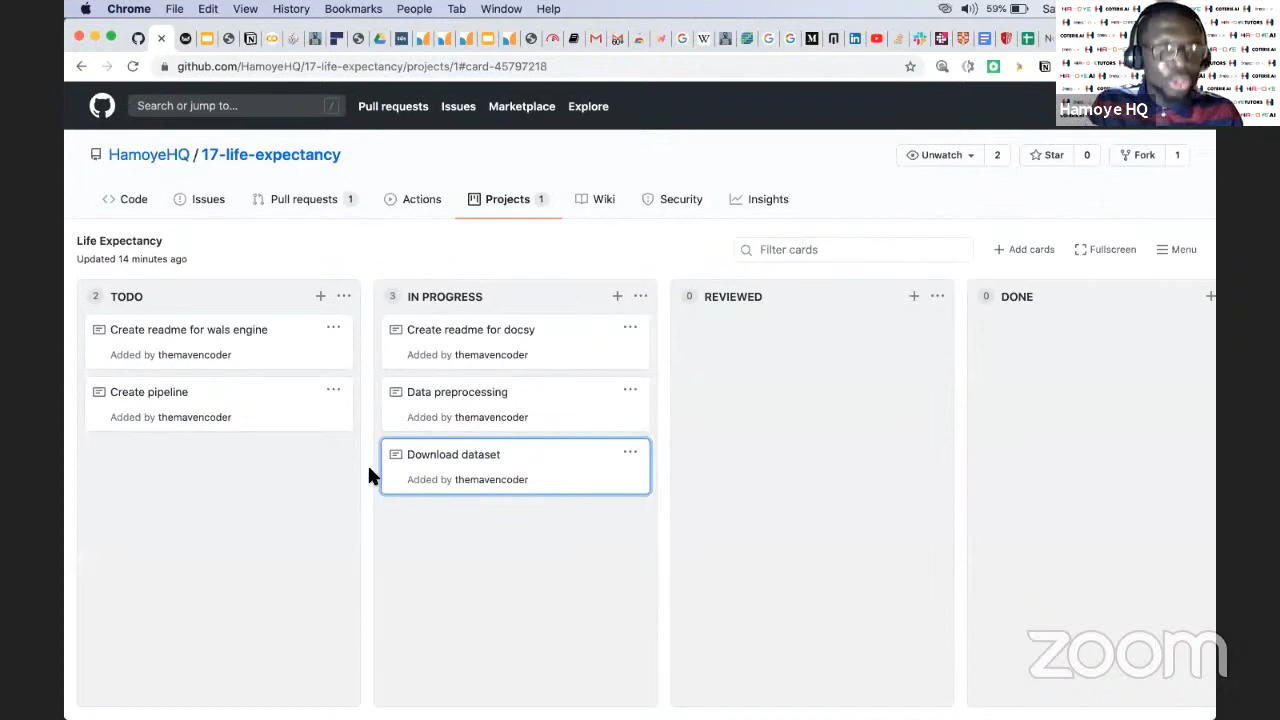 Chrome File Edit View History Bookmarks People Tab Window Help 59%
github.com/HamoyeHQ/17-life-expectancy/projects/1#card-491
Hamoye HQ
Search or jump to... /
Pull requests Issues Explore
HamoyeHQ / 17-life-expectancy
Unwatch 2 Star 0 Fork 1
Code Issues Pull requests 1 Actions Projects 1 Wiki Security Insights
Life Expectancy
Updated 14 minutes ago
Filter cards
Add cards Fullscreen Menu
2 TODO
Create readme for wals engine
Added by themavencoder
Create pipeline
Added by themavencoder
3 IN PROGRESS
Create readme for docsy
Added by themavencoder
Data preprocessing
Added by themavencoder
Download dataset
Added by themavencoder
0 REVIEWED
0 DONE
zoom